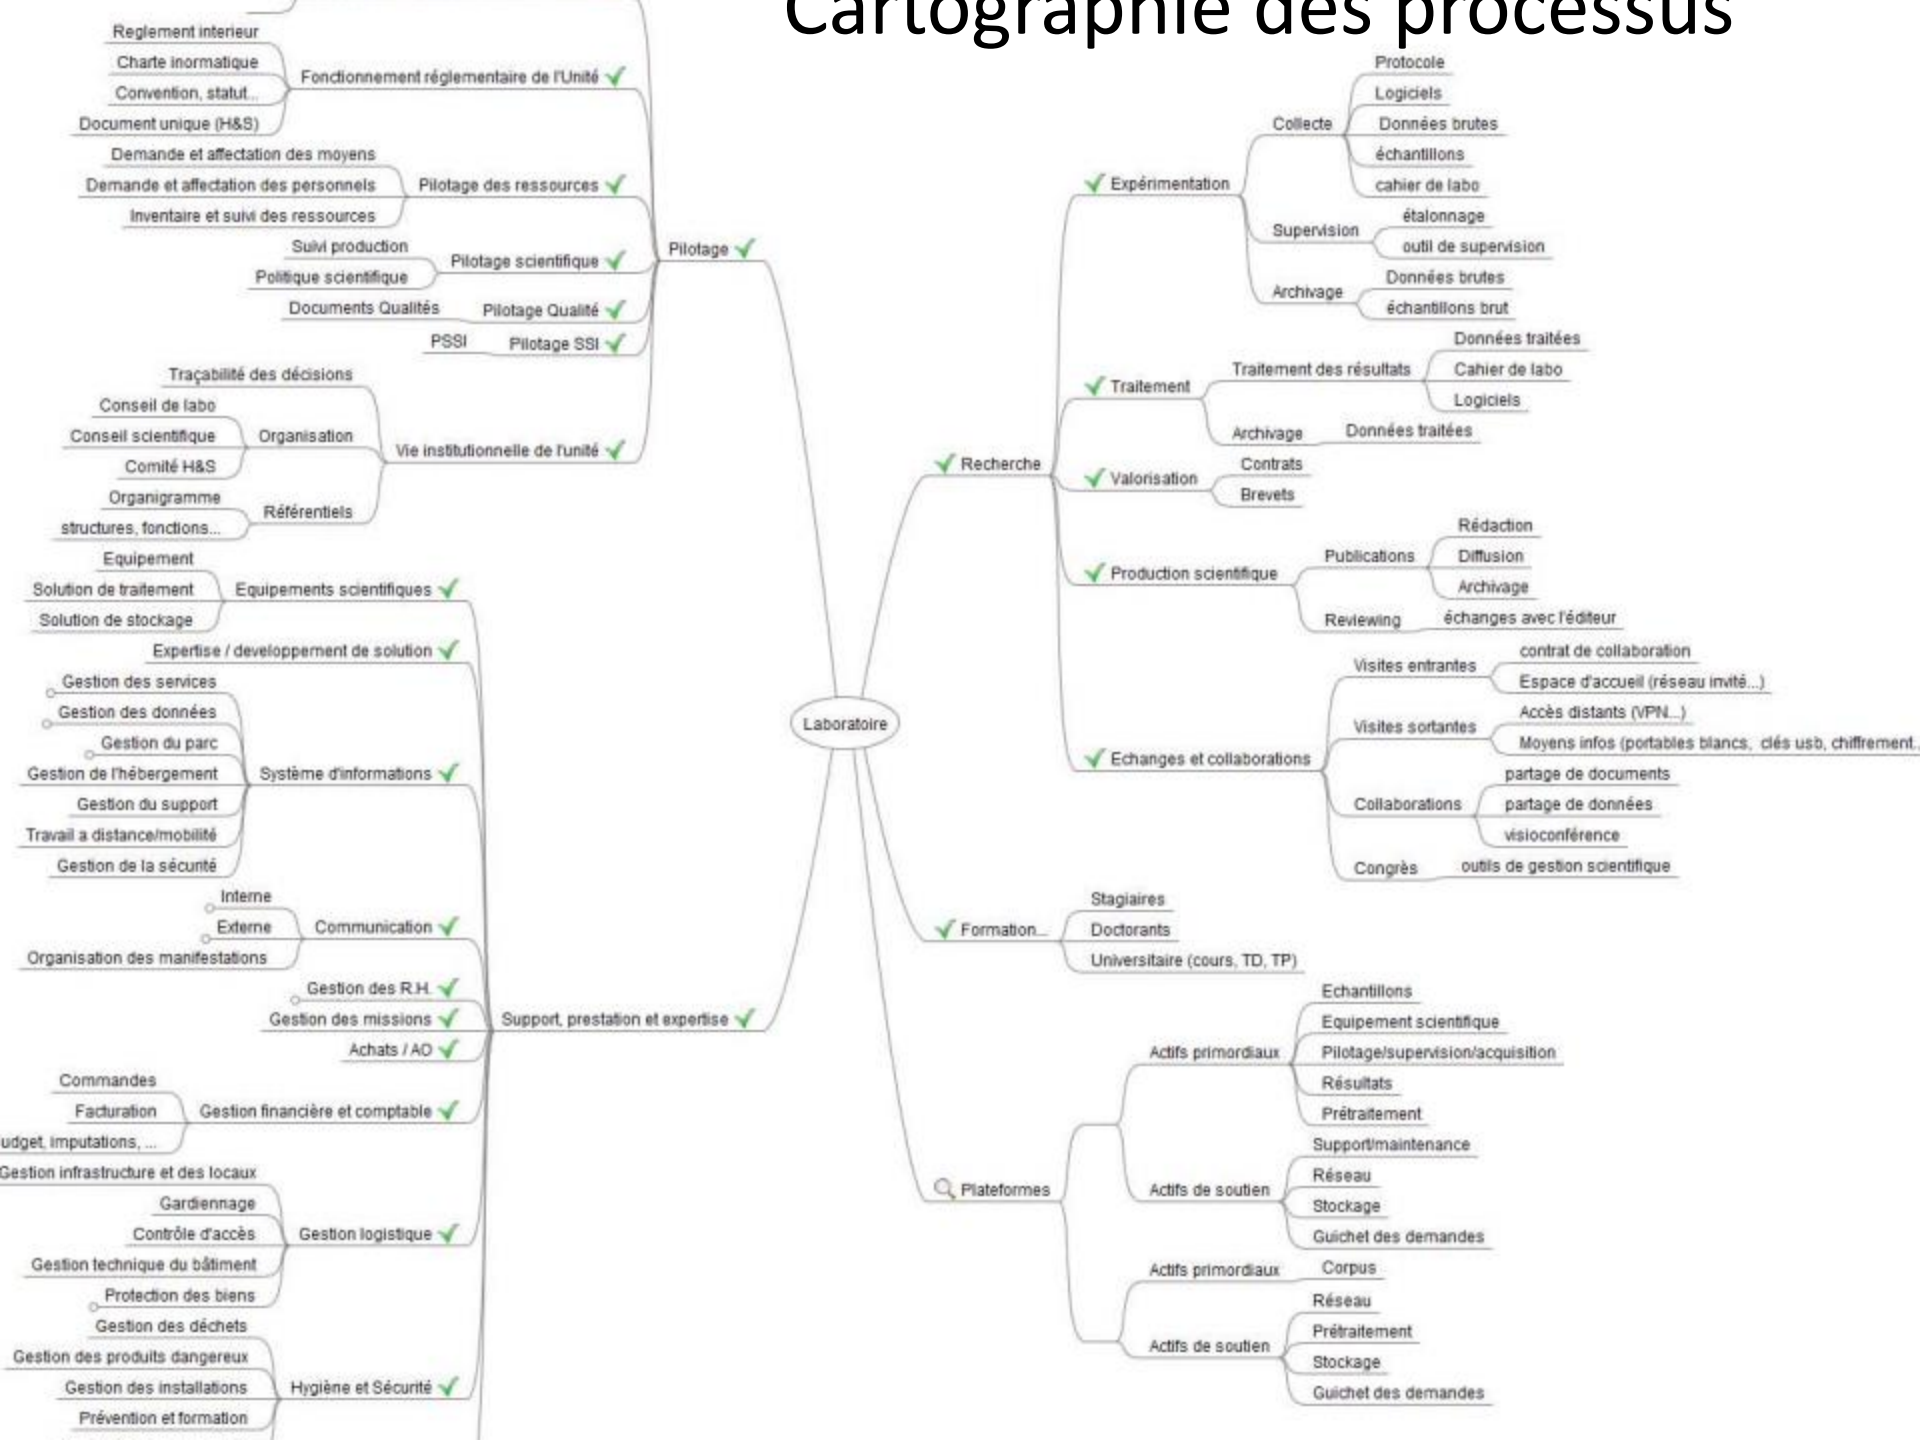 Cartographie des processus
Reglement interieur
Charte inormatique
Convention, statut...
Document unique (H&S)
Fonctionnement réglementaire de l'Unité
Demande et affectation des moyens
Demande et affectation des personnels
Inventaire et suivi des ressources
Pilotage des ressources
Suivi production
Politique scientifique
Pilotage scientifique
Documents Qualités
Pilotage Qualité
PSSI
Pilotage SSI
Pilotage
Traçabilité des décisions
Conseil de labo
Conseil scientifique
Comité H&S
Organisation
Organigramme
structures, fonctions...
Référentiels
Vie institutionnelle de l'unité
Equipement
Solution de traitement
Solution de stockage
Equipements scientifiques
Expertise / developpement de solution
Gestion des services
Gestion des données
Gestion du parc
Gestion de l'hébergement
Gestion du support
Travail a distance/mobilité
Gestion de la sécurité
Système d'informations
Interne
Externe
Organisation des manifestations
Communication
Gestion des R.H.
Gestion des missions
Achats / AO
Support, prestation et expertise
Commandes
Facturation
udget, imputations, ...
Gestion financière et comptable
Gestion infrastructure et des locaux
Gardiennage
Contrôle d'accès
Gestion technique du bâtiment
Protection des biens
Gestion logistique
Gestion des déchets
Gestion des produits dangereux
Gestion des installations
Prévention et formation
Hygiène et Sécurité
Laboratoire
Recherche
Expérimentation
Collecte
Protocole
Logiciels
Données brutes
échantillons
cahier de labo
Supervision
étalonnage
outil de supervision
Archivage
Données brutes
échantillons brut
Traitement
Traitement des résultats
Données traitées
Cahier de labo
Logiciels
Archivage
Données traitées
Valorisation
Contrats
Brevets
Production scientifique
Publications
Rédaction
Diffusion
Archivage
Reviewing
échanges avec l'éditeur
Echanges et collaborations
Visites entrantes
contrat de collaboration
Espace d'accueil (réseau invité...)
Visites sortantes
Accès distants (VPN...)
Moyens infos (portables blancs, clés usb, chiffrement..
Collaborations
partage de documents
partage de données
visioconférence
Congrès
outils de gestion scientifique
Formation...
Stagiaires
Doctorants
Universitaire (cours, TD, TP)
Plateformes
Actifs primordiaux
Echantillons
Equipement scientifique
Pilotage/supervision/acquisition
Résultats
Prétraitement
Actifs de soutien
Support/maintenance
Réseau
Stockage
Guichet des demandes
Actifs primordiaux
Corpus
Actifs de soutien
Réseau
Prétraitement
Stockage
Guichet des demandes